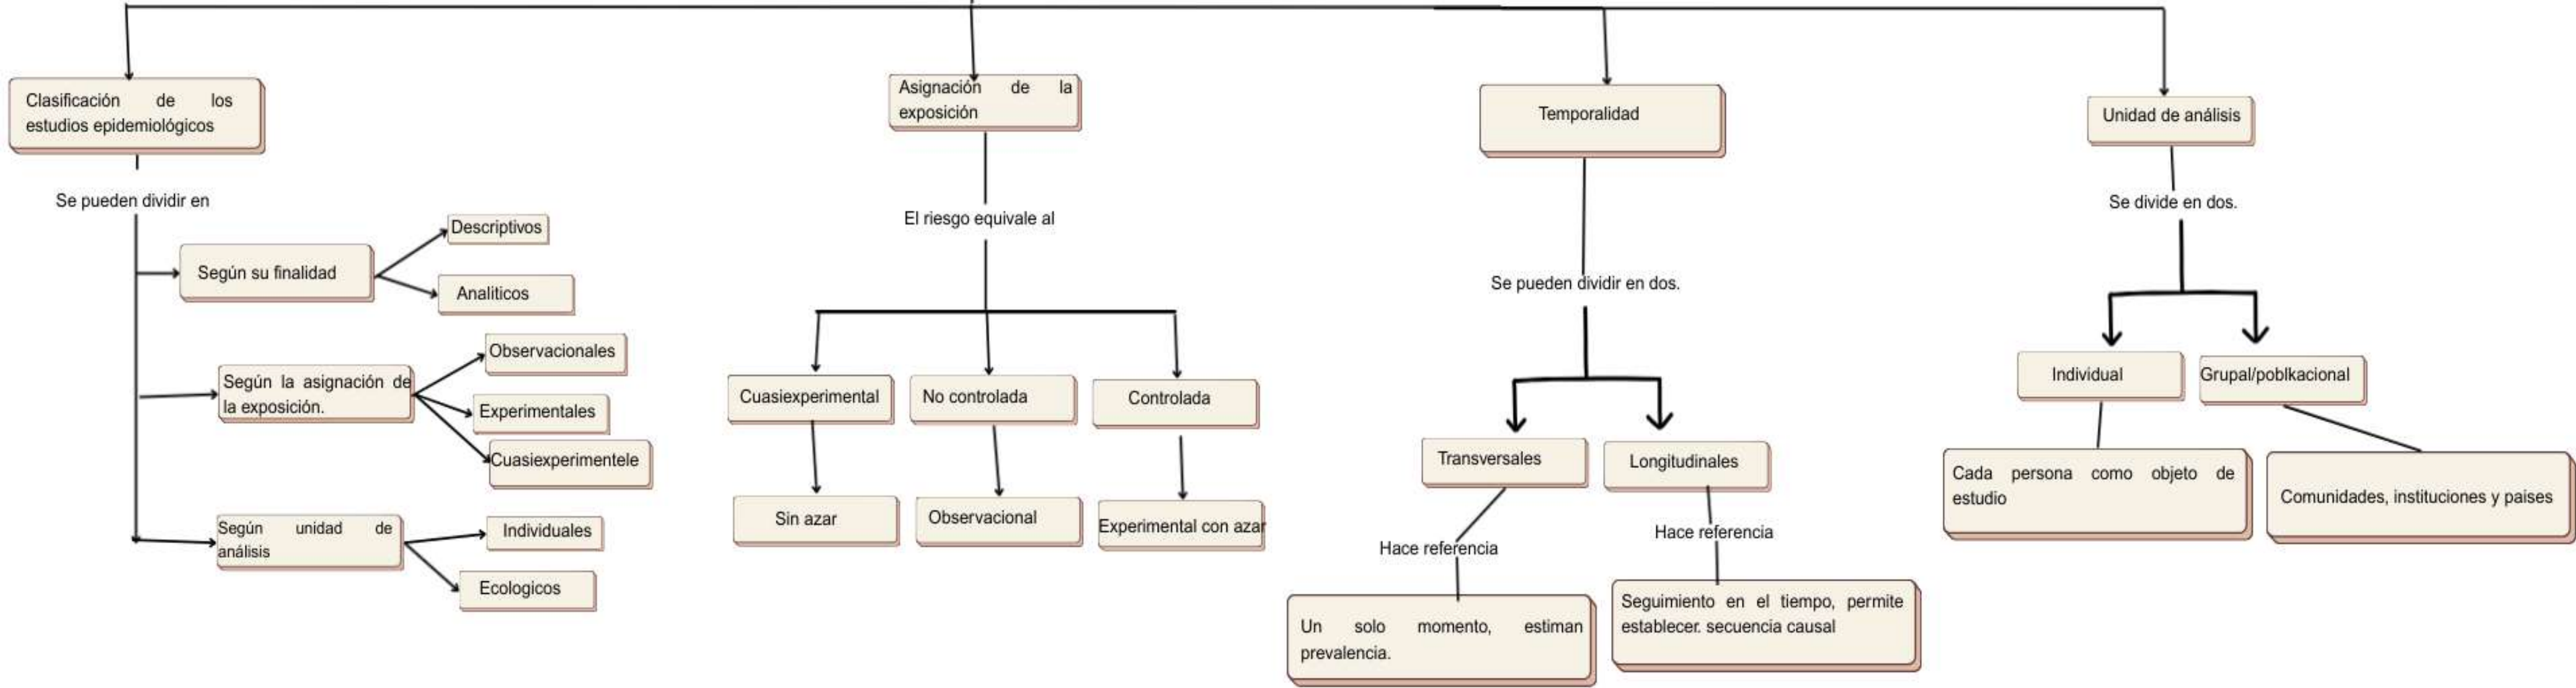 Clasificación de los
estudios epidemiológicos
Se pueden dividir en
Según su finalidad
Descriptivos
Analiticos
Según la asignación de
la exposición.
Observacionales
Experimentales
Cuasiexperimentele
Según unidad de
análisis
Individuales
Ecologicos
Asignación de la
exposición
El riesgo equivale al
Cuasiexperimental
No controlada
Controlada
Sin azar
Observacional
Experimental con azar
Temporalidad
Se pueden dividir en dos.
Transversales
Longitudinales
Hace referencia
Hace referencia
Un solo momento, estiman
prevalencia.
Seguimiento en el tiempo, permite
establecer. secuencia causal
Unidad de análisis
Se divide en dos.
Individual
Grupal/poblkacional
Cada persona como objeto de
estudio
Comunidades, instituciones y paises